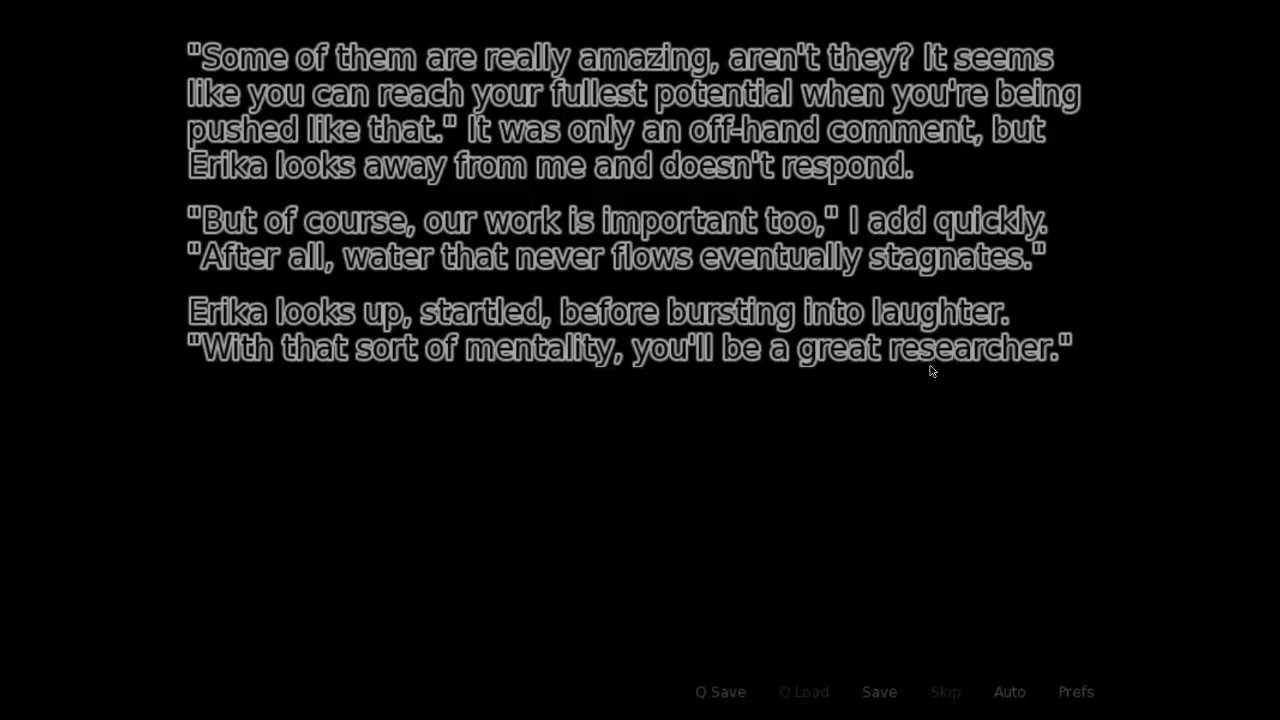 "Some of them are really amazing, aren't they? It seems
like you can reach your fullest potential when you're being
pushed like that." It was only an off-hand comment, but
Erika looks away from me and doesn't respond.
"But of course, our work is important too," I add quickly.
"After all, water that never flows eventually stagnates."
Erika looks up, startled, before bursting into laughter.
"With that sort of mentality, you'll be a great researcher."
Q.Save Q.Load Save Skip Auto Prefs